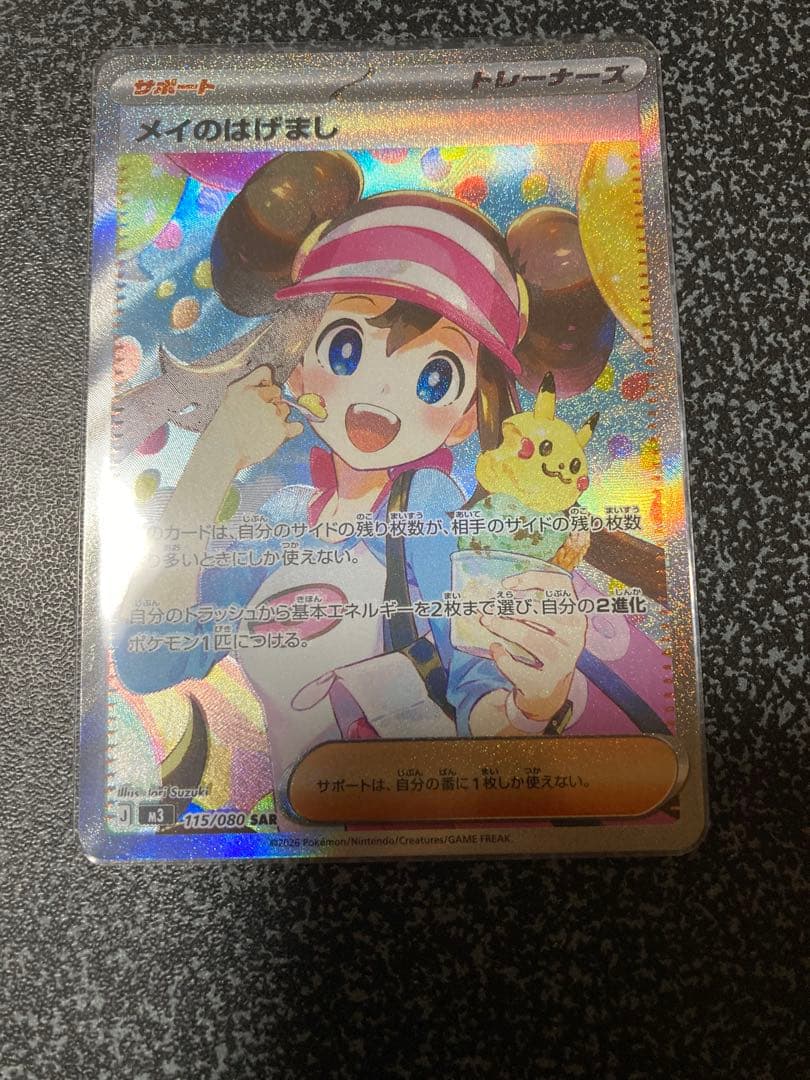 サポート
トレーナーズ
メイのはげまし
のカードは、自分のサイドの残り枚数が、相手のサイドの残り枚数
多いときにしか使えない。
自分のトラッシュから基本エネルギーを2枚まで選び、自分の2進化
ポケモン1匹につける。
サポートは、自分の番に1枚しか使えない。
Illus. Jori Suzuki
J M3 115/080 SAR
©2026 Pokémon/Nintendo/Creatures/GAME FREAK.